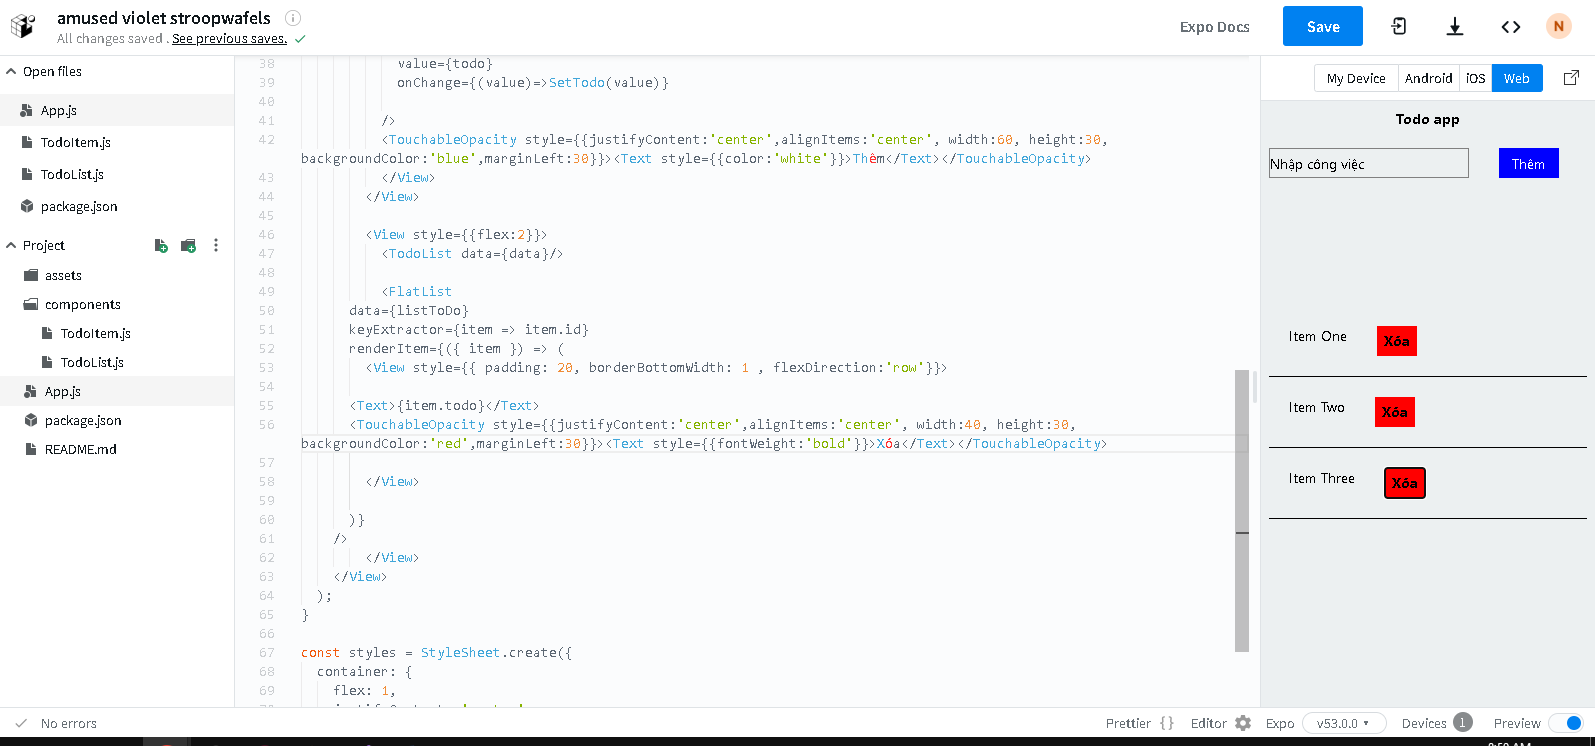 amused violet stroopwafels
All changes saved . See previous saves.
Expo Docs
Save
N
Open files
App.js
TodoItem.js
TodoList.js
package.json
Project
assets
components
TodoItem.js
TodoList.js
App.js
package.json
README.md
38 value={todo}
39 onChange={(value)=>SetTodo(value)}
40
41 />
42 <TouchableOpacity style={{justifyContent:'center',alignItems:'center', width:60, height:30,
backgroundColor:'blue',marginLeft:30}}><Text style={{color:'white'}}>Thêm</Text></TouchableOpacity>
43 </View>
44 </View>
45
46 <View style={{flex:2}}>
47 <TodoList data={data}/>
48
49 <FlatList
50 data={listToDo}
51 keyExtractor={item => item.id}
52 renderItem={({ item }) => (
53 <View style={{ padding: 20, borderBottomWidth: 1 , flexDirection:'row'}}>
54
55 <Text>{item.todo}</Text>
56 <TouchableOpacity style={{justifyContent:'center',alignItems:'center', width:40, height:30,
backgroundColor:'red',marginLeft:30}}><Text style={{fontWeight:'bold'}}>Xóa</Text></TouchableOpacity>
57
58 </View>
59
60 )}
61 />
62 </View>
63 </View>
64 );
65 }
66
67 const styles = StyleSheet.create({
68 container: {
69 flex: 1,
My Device
Android
iOS
Web
Todo app
Nhập công việc
Thêm
Item One
Xóa
Item Two
Xóa
Item Three
Xóa
No errors
Prettier { }
Editor
Expo
v53.0.0
Devices 1
Preview